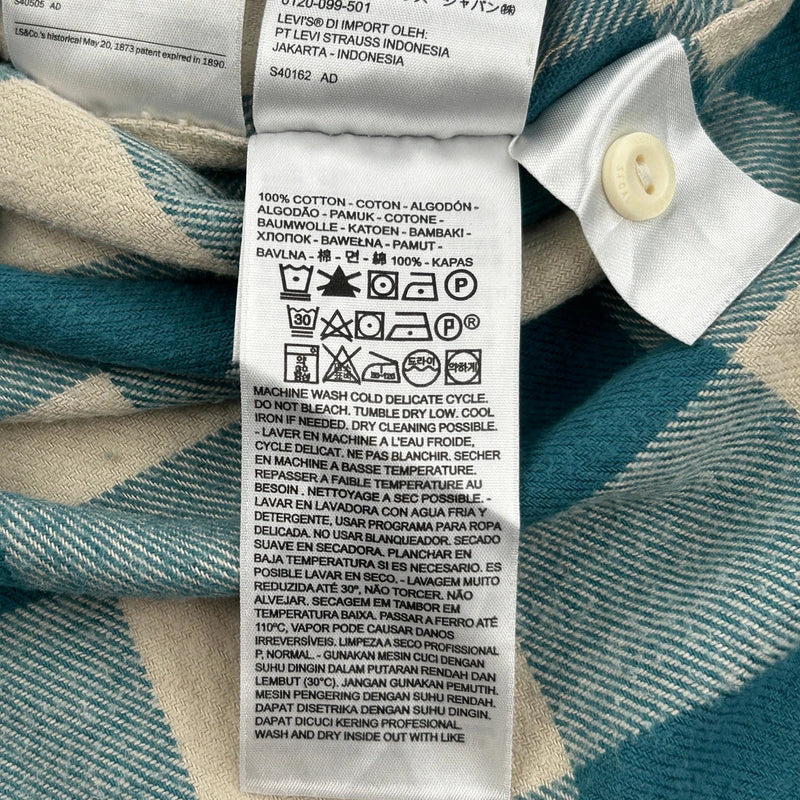 S40505 AD
LS&Co.'s historical May 20, 1873 patent expired in 1890.
0120-099-501
LEVI'S® DI IMPORT OLEH:
PT LEVI STRAUSS INDONESIA
JAKARTA - INDONESIA
S40162 AD
100% COTTON - COTON - ALGODÓN -
ALGODÃO - PAMUK - COTONE -
BAUMWOLLE - KATOEN - BAMBAKI -
ХЛОПОК - BAWEŁNA - PAMUT -
BAVLNA - 棉 - 면 - 綿 100% - KAPAS
P
30 P ®
약 80-120 드라이 약하게
MACHINE WASH COLD DELICATE CYCLE.
DO NOT BLEACH. TUMBLE DRY LOW. COOL
IRON IF NEEDED. DRY CLEANING POSSIBLE.
- LAVER EN MACHINE A L'EAU FROIDE,
CYCLE DELICAT. NE PAS BLANCHIR. SECHER
EN MACHINE A BASSE TEMPERATURE.
REPASSER A FAIBLE TEMPERATURE AU
BESOIN . NETTOYAGE A SEC POSSIBLE. -
LAVAR EN LAVADORA CON AGUA FRIA Y
DETERGENTE, USAR PROGRAMA PARA ROPA
DELICADA. NO USAR BLANQUEADOR. SECADO
SUAVE EN SECADORA. PLANCHAR EN
BAJA TEMPERATURA SI ES NECESARIO. ES
POSIBLE LAVAR EN SECO. - LAVAGEM MUITO
REDUZIDA ATÉ 30º, NÃO TORCER. NÃO
ALVEJAR. SECAGEM EM TAMBOR EM
TEMPERATURA BAIXA. PASSAR A FERRO ATÉ
110ºC, VAPOR PODE CAUSAR DANOS
IRREVERSÍVEIS. LIMPEZA A SECO PROFISSIONAL
P, NORMAL. - GUNAKAN MESIN CUCI DENGAN
SUHU DINGIN DALAM PUTARAN RENDAH DAN
LEMBUT (30°C). JANGAN GUNAKAN PEMUTIH.
MESIN PENGERING DENGAN SUHU RENDAH.
DAPAT DISETRIKA DENGAN SUHU DINGIN.
DAPAT DICUCI KERING PROFESIONAL.
WASH AND DRY INSIDE OUT WITH LIKE